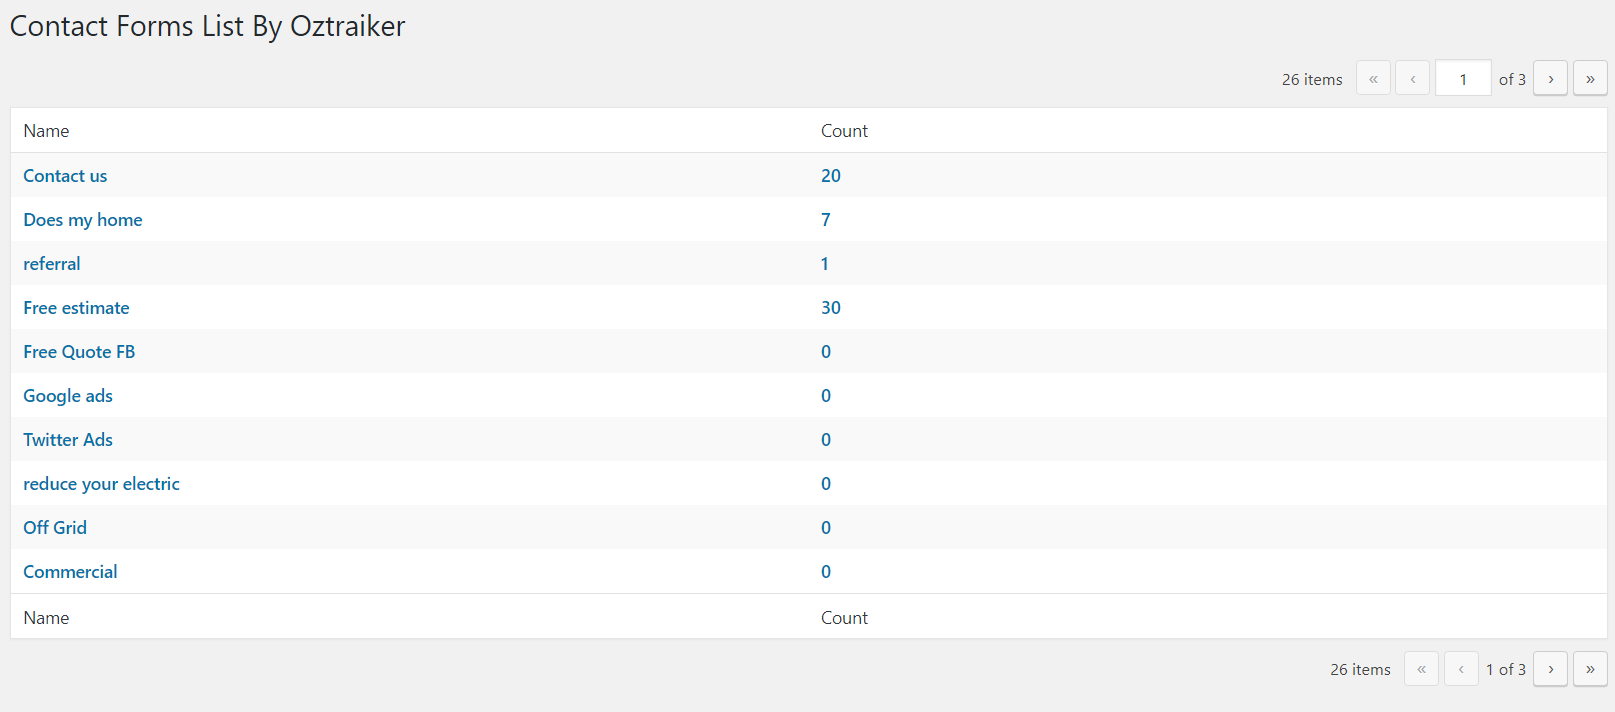 Contact Forms List By Oztraiker
26 items « ‹ 1 of 3 › »
Name Count
Contact us 20
Does my home 7
referral 1
Free estimate 30
Free Quote FB 0
Google ads 0
Twitter Ads 0
reduce your electric 0
Off Grid 0
Commercial 0
Name Count
26 items « ‹ 1 of 3 › »